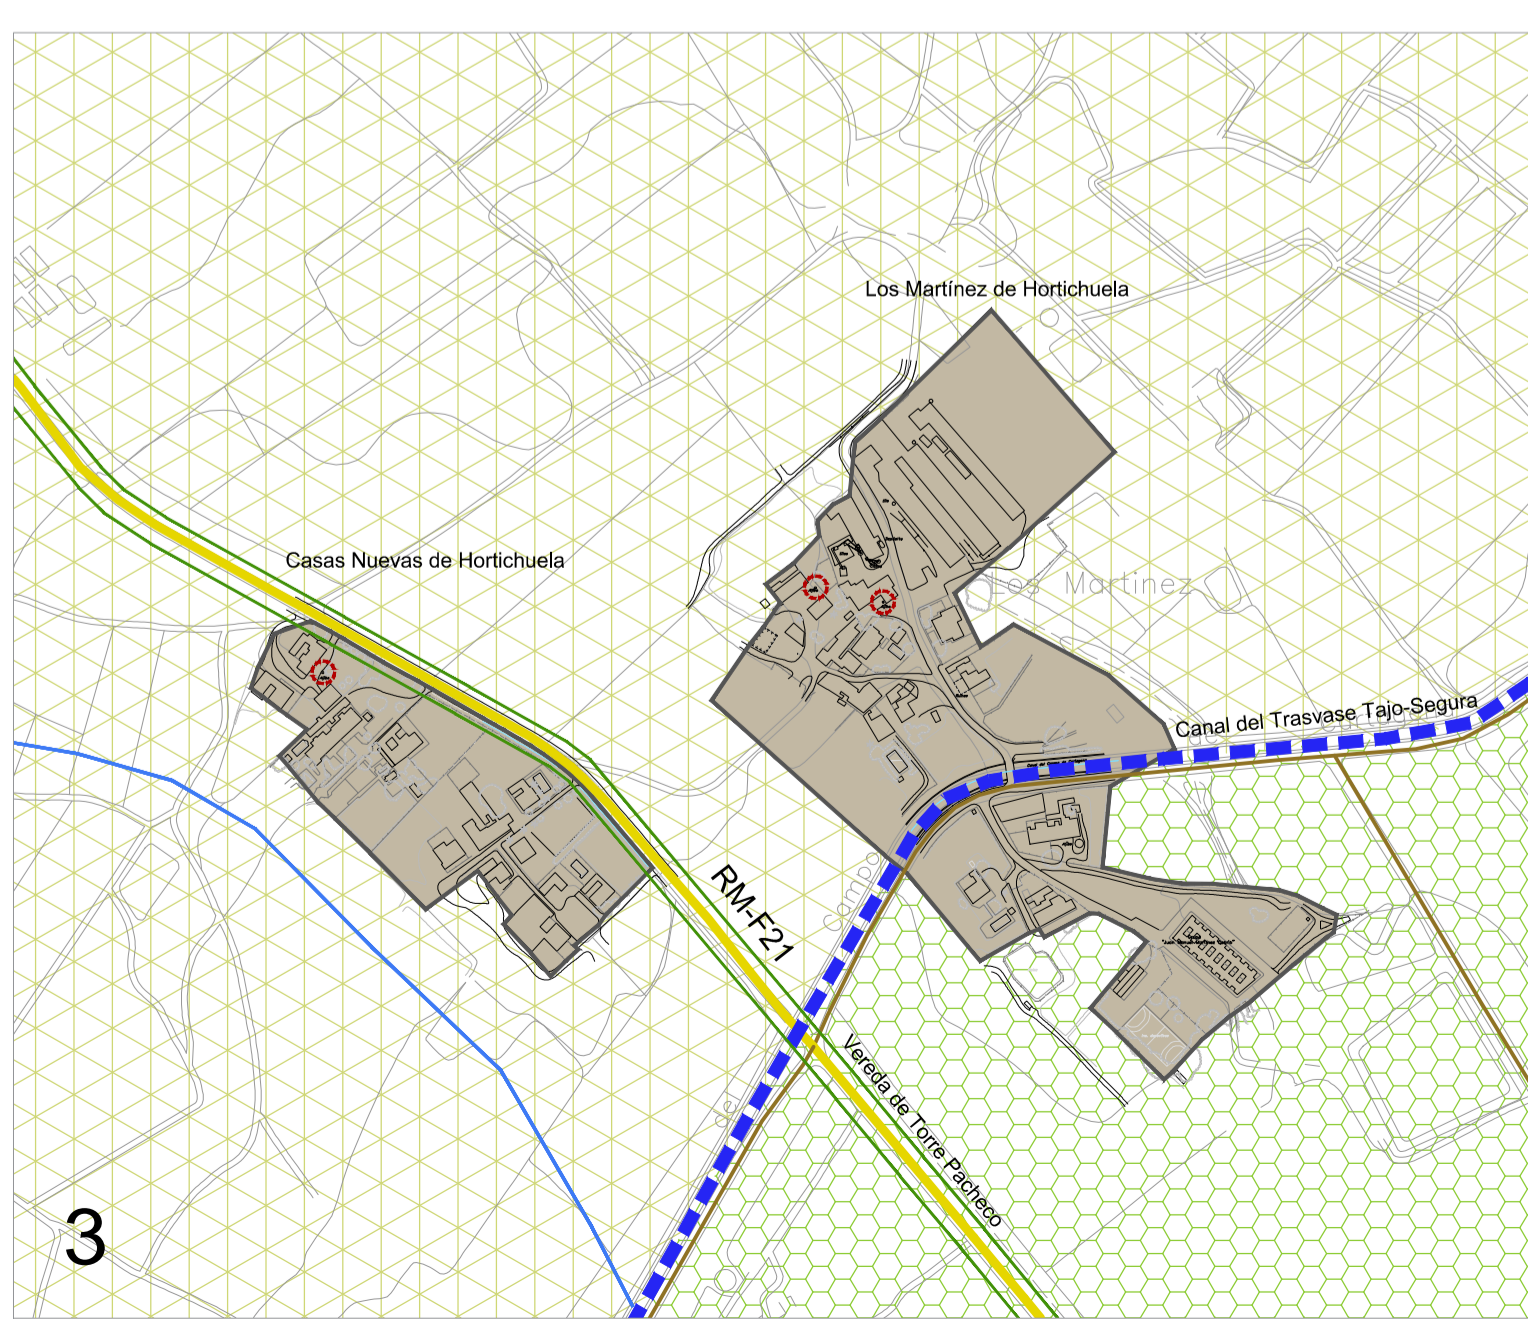 Los Martínez de Hortichuela
Casas Nuevas de Hortichuela
Los Martinez
Canal del Trasvase Tajo-Segura
Campo
de
RM-F21
Vereda de Torre Pacheco
3